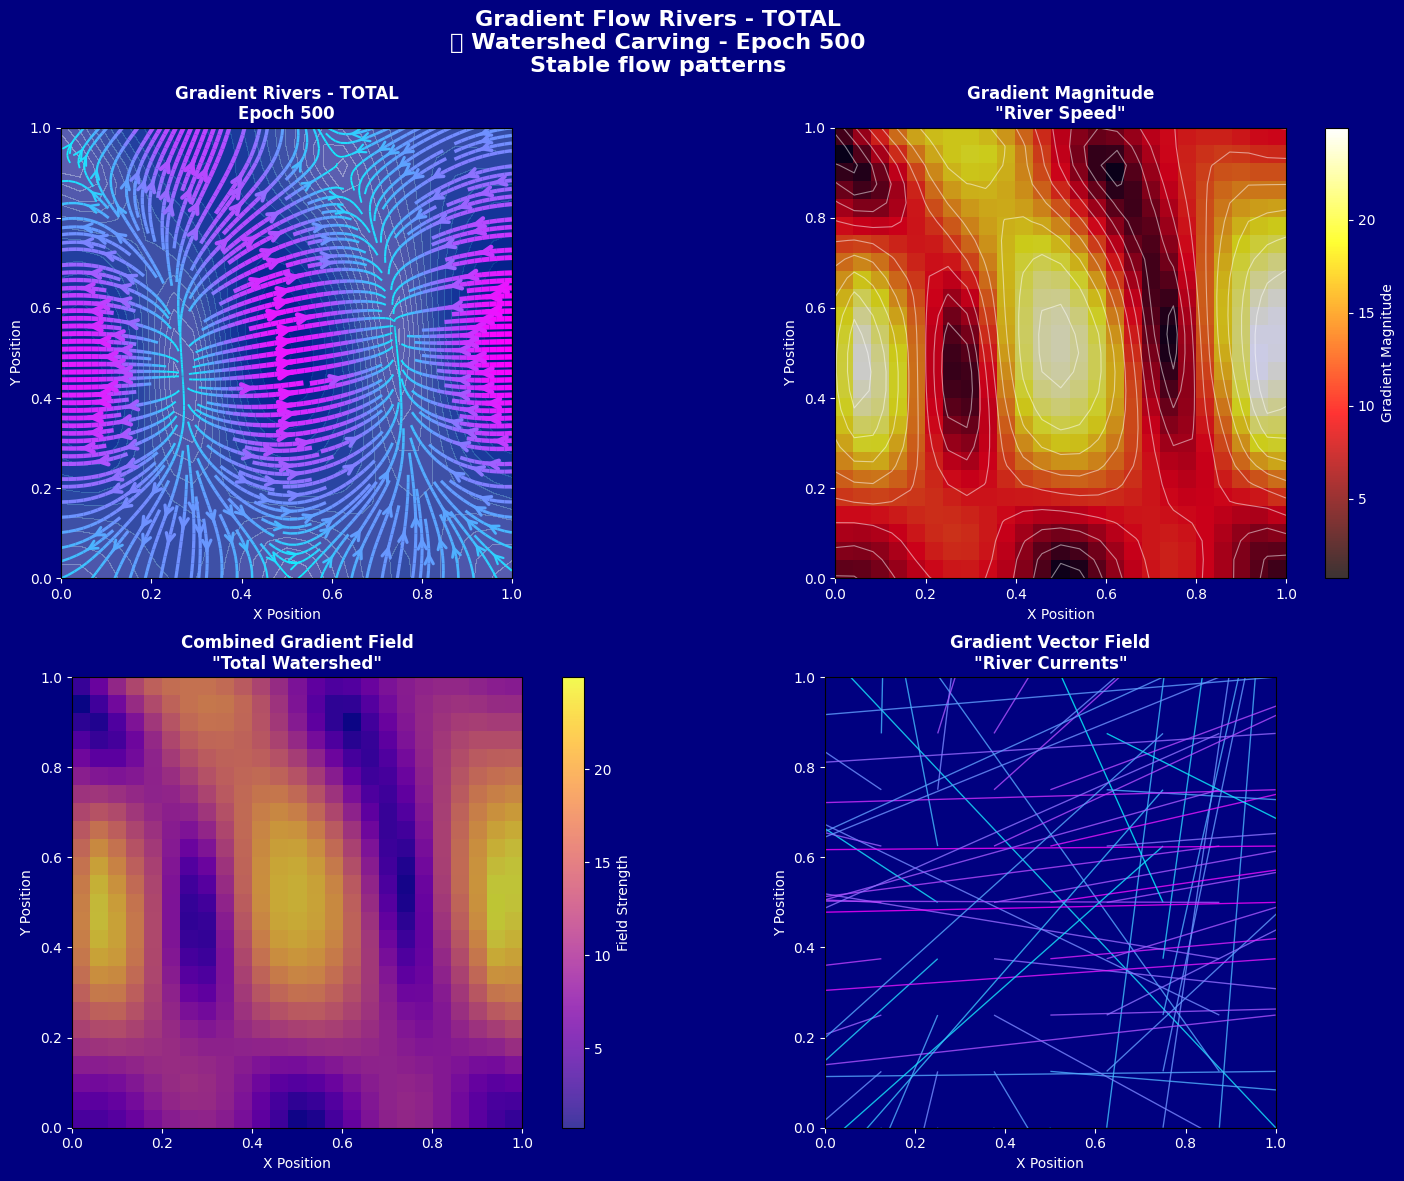 Gradient Flow Rivers - TOTAL
▯ Watershed Carving - Epoch 500
Stable flow patterns
Gradient Rivers - TOTAL
Epoch 500
1.0
0.8
0.6
0.4
0.2
0.0
Y Position
0.0 0.2 0.4 0.6 0.8 1.0
X Position
Gradient Magnitude
"River Speed"
1.0
0.8
0.6
0.4
0.2
0.0
Y Position
0.0 0.2 0.4 0.6 0.8 1.0
X Position
20
15
10
5
Gradient Magnitude
Combined Gradient Field
"Total Watershed"
1.0
0.8
0.6
0.4
0.2
0.0
Y Position
0.0 0.2 0.4 0.6 0.8 1.0
X Position
20
15
10
5
Field Strength
Gradient Vector Field
"River Currents"
1.0
0.8
0.6
0.4
0.2
0.0
Y Position
0.0 0.2 0.4 0.6 0.8 1.0
X Position